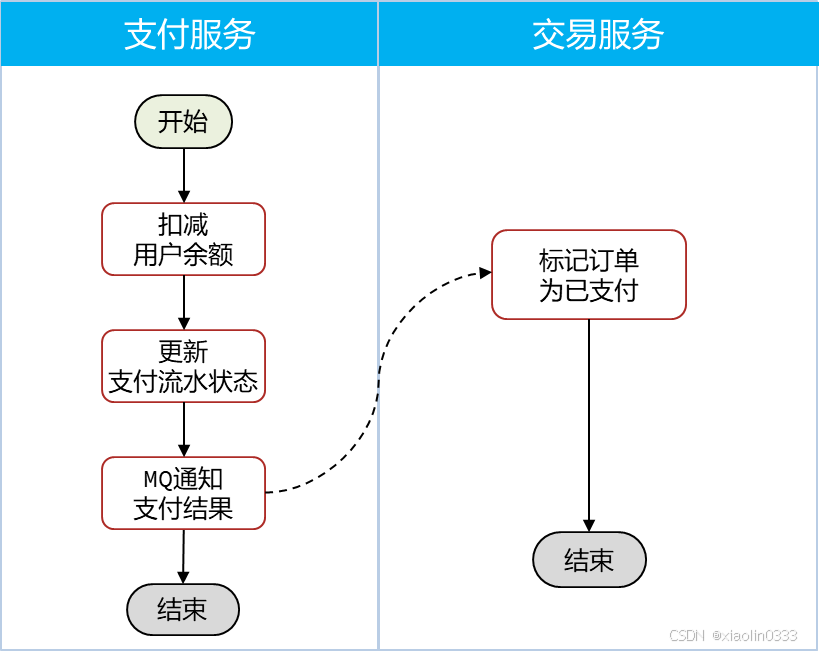 支付服务
交易服务
开始
扣减
用户余额
更新
支付流水状态
MQ通知
支付结果
结束
标记订单
为已支付
结束
CSDN @xiaolin0333